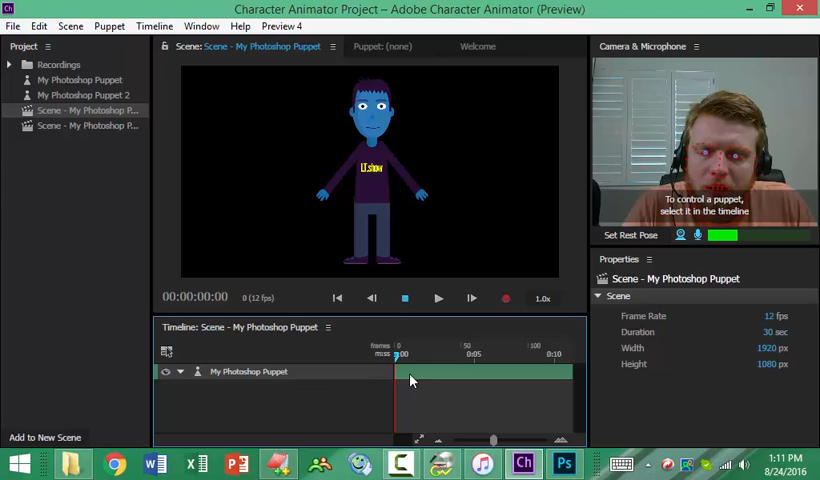 Ch
Character Animator Project – Adobe Character Animator (Preview)
File Edit Scene Puppet Timeline Window Help Preview 4
Project
Recordings
My Photoshop Puppet
My Photoshop Puppet 2
Scene - My Photoshop P...
Scene - My Photoshop P...
Add to New Scene
Scene: Scene - My Photoshop Puppet
Puppet: (none)
Welcome
I.T.show
00:00:00:00
0 (12 fps)
1.0x
Timeline: Scene - My Photoshop Puppet
frames 0 50 100
m:ss 0:00 0:05 0:10
My Photoshop Puppet
Camera & Microphone
To control a puppet,
select it in the timeline
Set Rest Pose
Properties
Scene - My Photoshop Puppet
Scene
Frame Rate 12 fps
Duration 30 sec
Width 1920 px
Height 1080 px
Ch
Ps
1:11 PM
8/24/2016